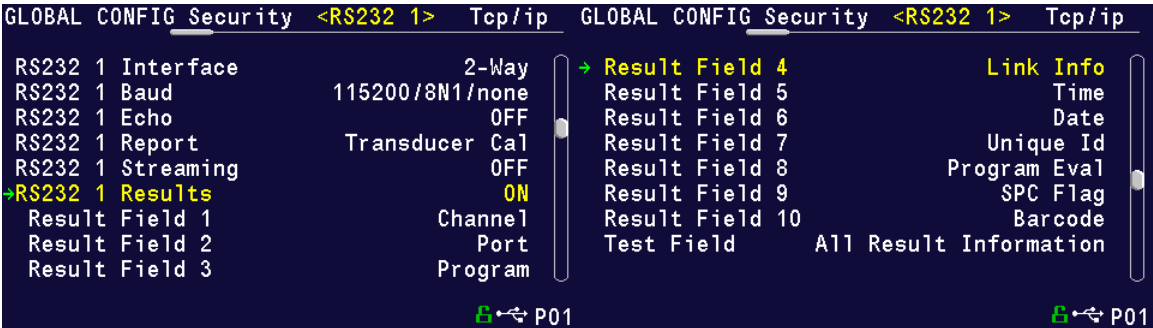 GLOBAL CONFIG Security <RS232 1> Tcp/ip
RS232 1 Interface 2-Way
RS232 1 Baud 115200/8N1/none
RS232 1 Echo OFF
RS232 1 Report Transducer Cal
RS232 1 Streaming OFF
→RS232 1 Results ON
Result Field 1 Channel
Result Field 2 Port
Result Field 3 Program
P01
GLOBAL CONFIG Security <RS232 1> Tcp/ip
→ Result Field 4 Link Info
Result Field 5 Time
Result Field 6 Date
Result Field 7 Unique Id
Result Field 8 Program Eval
Result Field 9 SPC Flag
Result Field 10 Barcode
Test Field All Result Information
P01